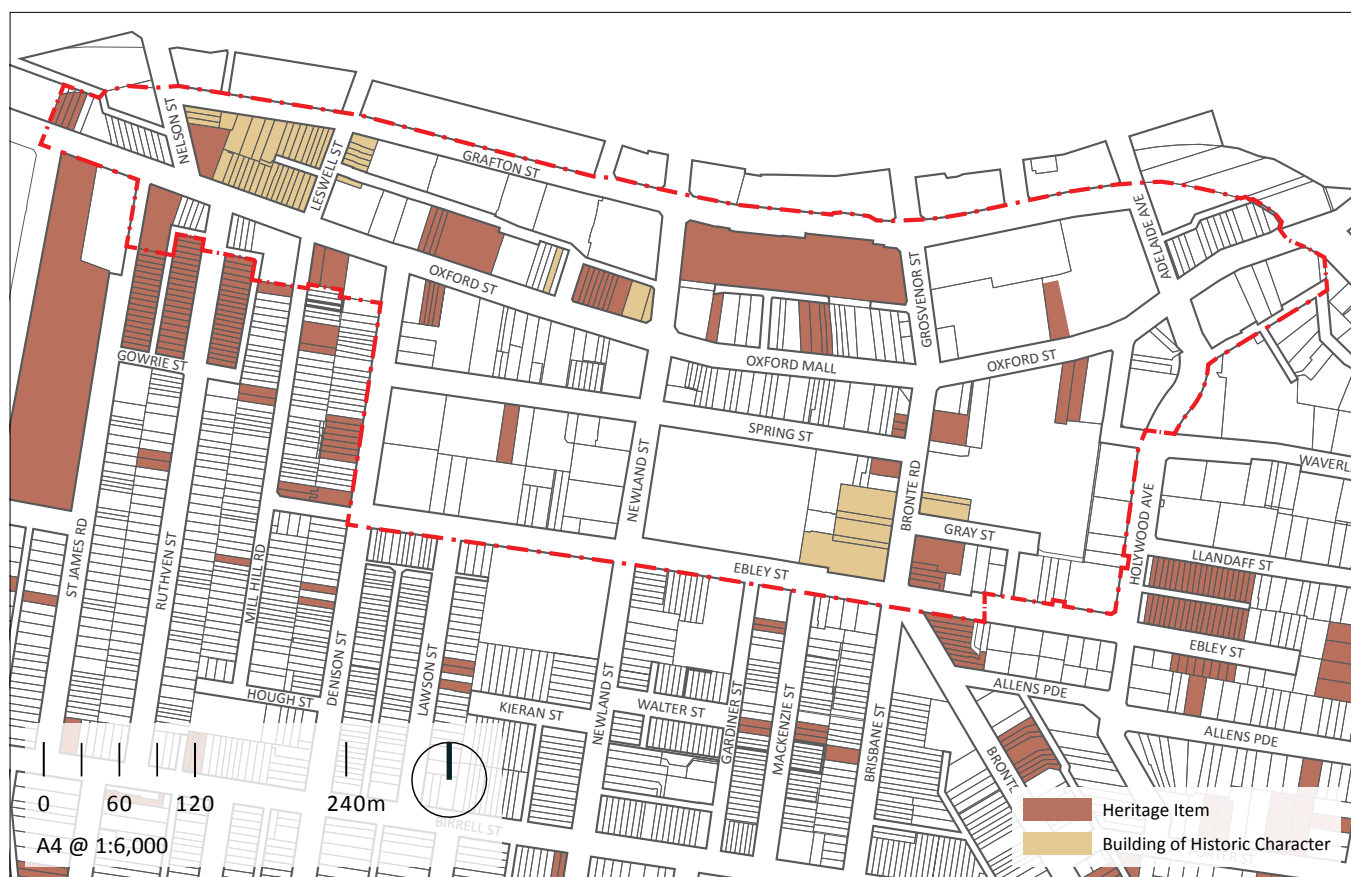 NELSON ST
LESWELL ST
GRAFTON ST
ADELAIDE AVE
OXFORD ST
GROSVENOR ST
OXFORD MALL
OXFORD ST
GOWRIE ST
SPRING ST
WAVERL
NEWLAND ST
BRONTE RD
GRAY ST
HOLYWOOD AVE
LLANDAFF ST
ST JAMES RD
RUTHVEN ST
MILL HILL RD
EBLEY ST
DENISON ST
LAWSON ST
EBLEY ST
HOUGH ST
KIERAN ST
NEWLAND ST
WALTER ST
GARDINER ST
MACKENZIE ST
BRISBANE ST
ALLENS PDE
ALLENS PDE
BRONTE
BIRRELL ST
0 60 120 240m
A4 @ 1:6,000
Heritage Item
Building of Historic Character